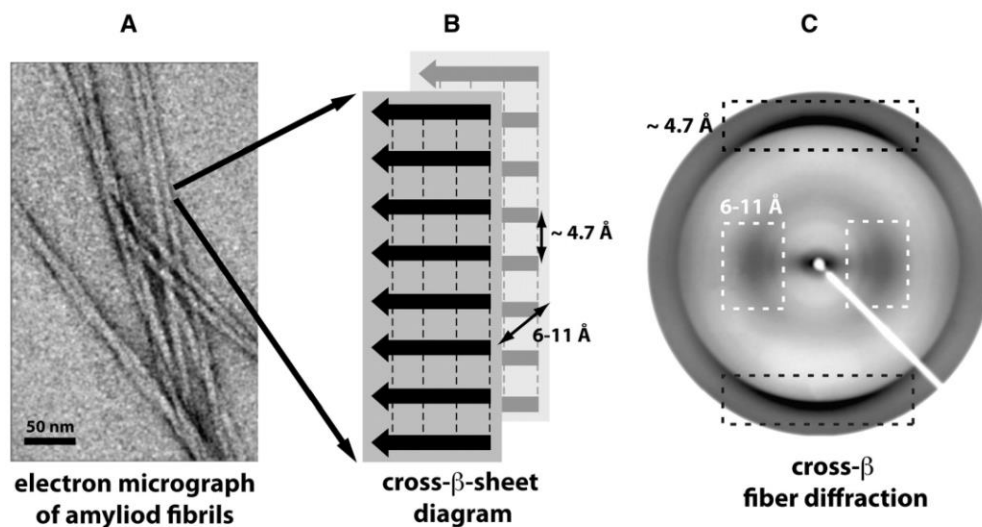 A
B
C
~ 4.7 Å
6-11 Å
~ 4.7 Å
6-11 Å
50 nm
electron micrograph
of amyliod fibrils
cross-β-sheet
diagram
cross-β
fiber diffraction